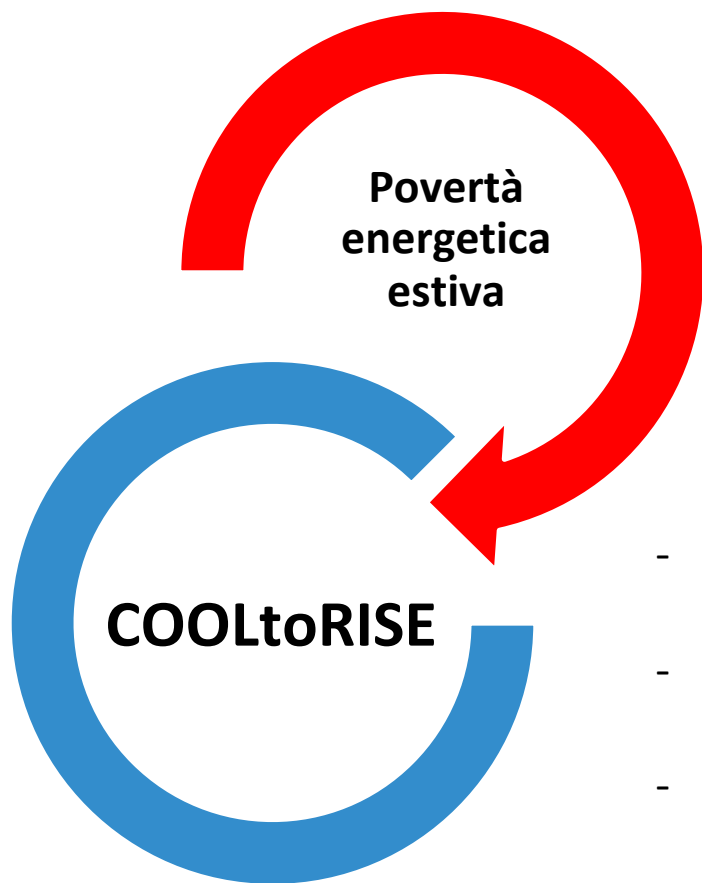 Povertà
energetica
estiva
COOLtoRISE
-
-
-